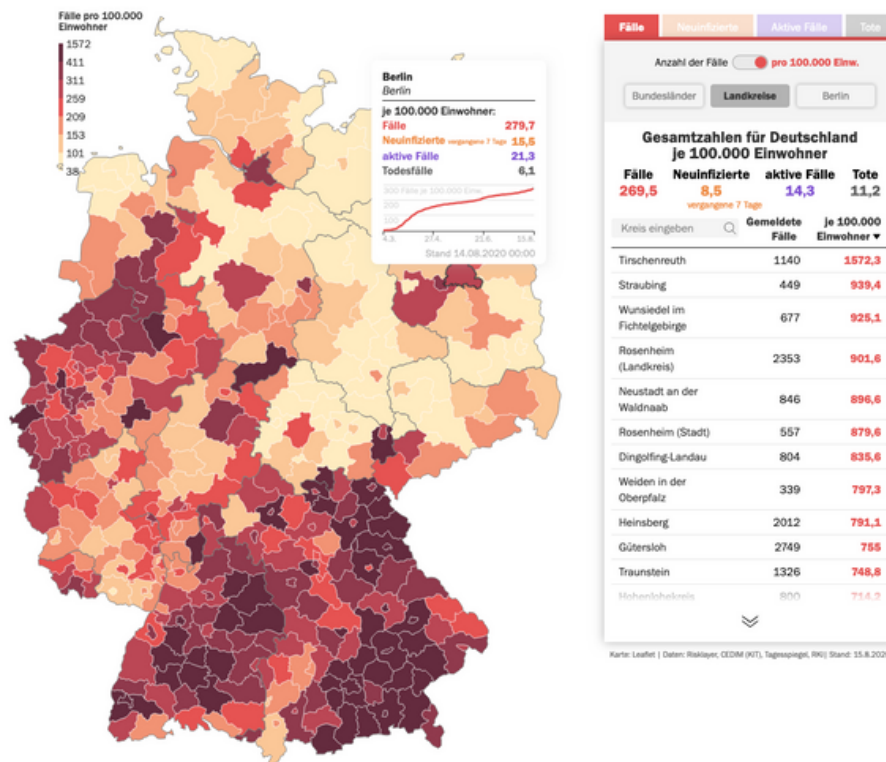 Fälle pro 100.000
Einwohner
1572
411
311
259
209
153
101
38
Berlin
Berlin
je 100.000 Einwohner:
Fälle 279,7
Neuinfizierte vergangene 7 Tage 15,5
aktive Fälle 21,3
Todesfälle 6,1
300 Fälle je 100.000 Einw.
200
100
4.3. 27.4. 21.6. 15.8.
Stand 14.08.2020 00:00
Fälle Neuinfizierte Aktive Fälle Tote
Anzahl der Fälle pro 100.000 Einw.
Bundesländer Landkreise Berlin
Gesamtzahlen für Deutschland
je 100.000 Einwohner
Fälle Neuinfizierte aktive Fälle Tote
269,5 8,5 14,3 11,2
vergangene 7 Tage
Kreis eingeben Gemeldete Fälle je 100.000 Einwohner ▼
Tirschenreuth 1140 1572,3
Straubing 449 939,4
Wunsiedel im
Fichtelgebirge 677 925,1
Rosenheim
(Landkreis) 2353 901,6
Neustadt an der
Waldnaab 846 896,6
Rosenheim (Stadt) 557 879,6
Dingolfing-Landau 804 835,6
Weiden in der
Oberpfalz 339 797,3
Heinsberg 2012 791,1
Gütersloh 2749 755
Traunstein 1326 748,8
Hohenlohekreis 800 714,2
Karte: Leaflet | Daten: Risklayer, CEDIM (KIT), Tagesspiegel, RKI| Stand: 15.8.202